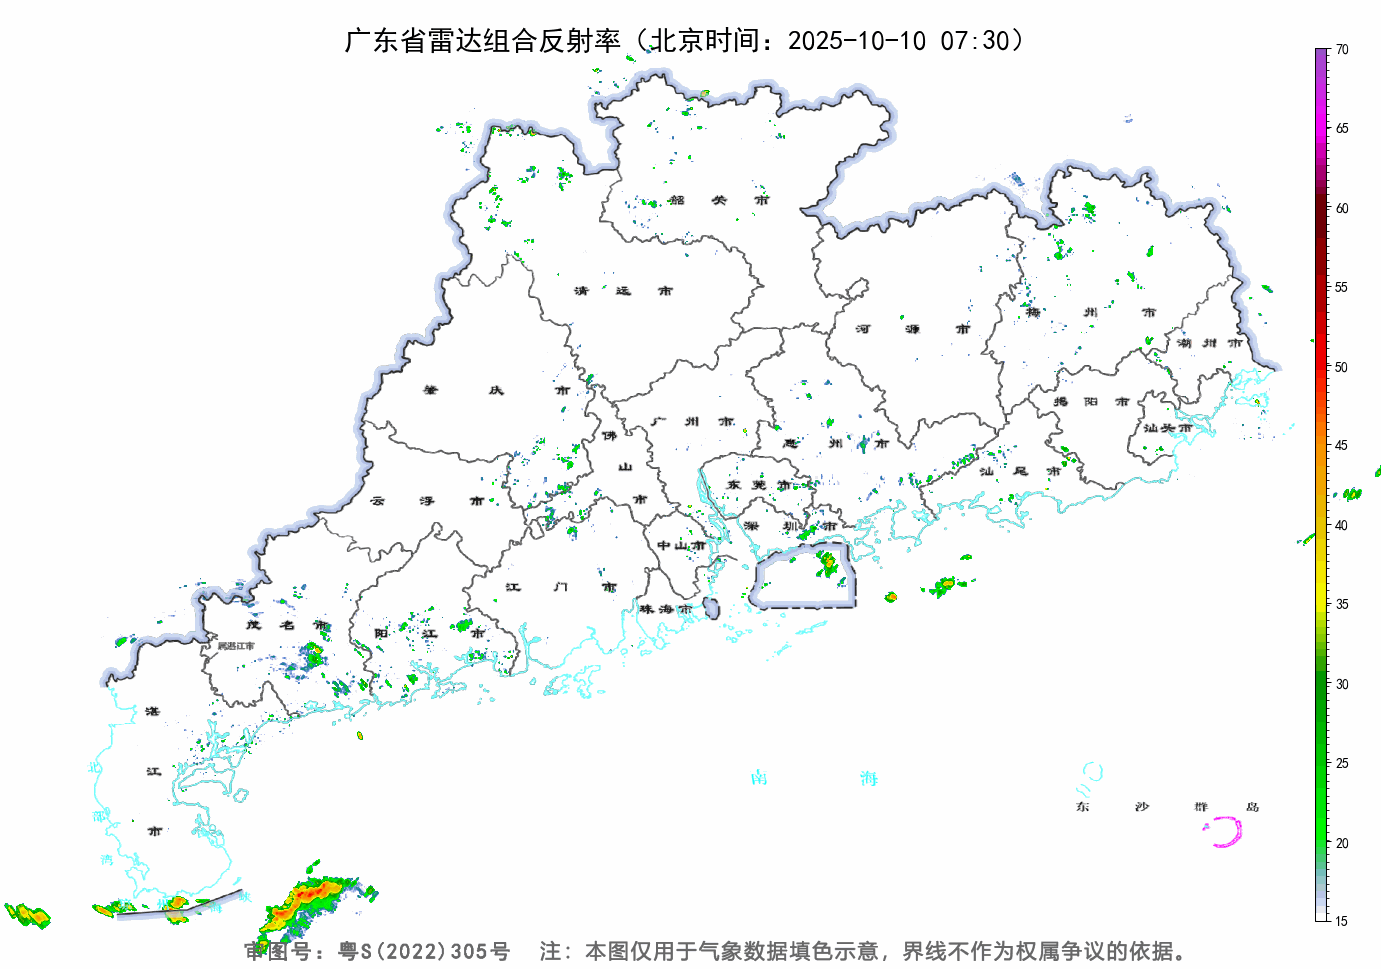 广东省雷达组合反射率（北京时间：2025-10-10 07:30）
70
65
60
55
50
45
40
35
30
25
20
15
韶关市
清远市
河源市
梅州市
潮州市
肇庆市
广州市
惠州市
揭阳市
汕头市
佛山市
云浮市
东莞市
汕尾市
深圳市
中山市
江门市
珠海市
茂名市
阳江市
属湛江市
湛江市
北部湾
南海
东沙群岛
海峡
审图号：粤S(2022)305号 注：本图仅用于气象数据填色示意，界线不作为权属争议的依据。